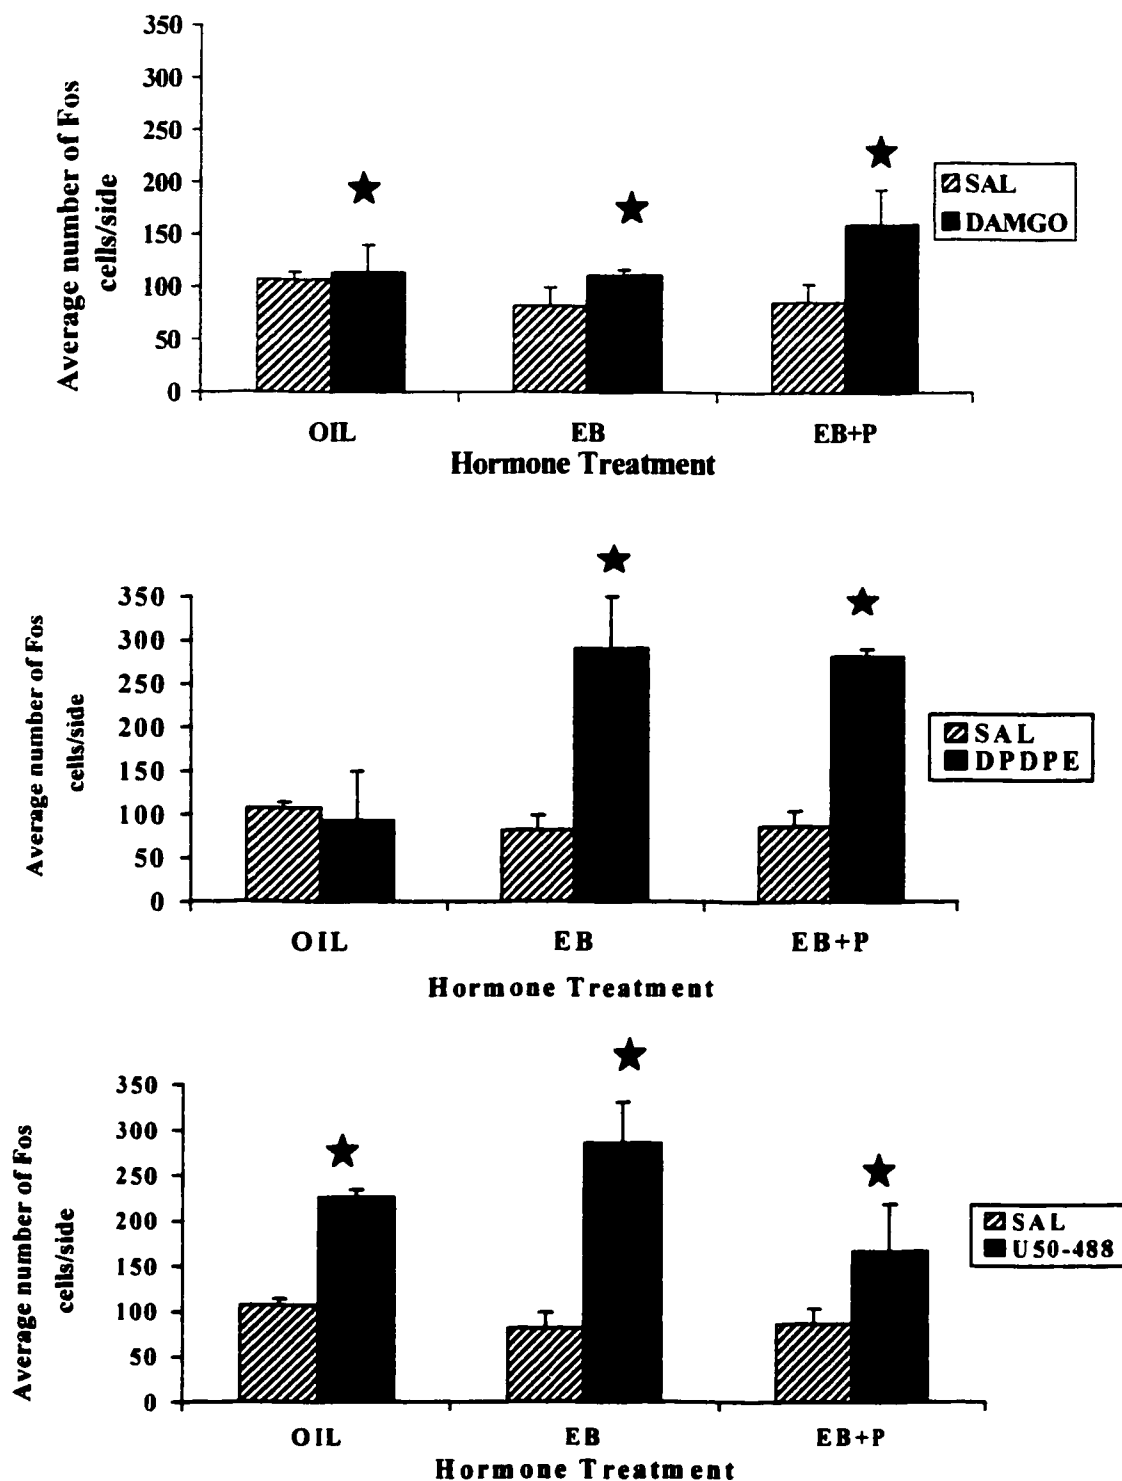 Average number of Fos
cells/side
350
300
250
200
150
100
50
0
OIL
EB
EB+P
Hormone Treatment
SAL
DAMGO
Average number of Fos
cells/side
350
300
250
200
150
100
50
0
OIL
EB
EB+P
Hormone Treatment
SAL
DPDPE
Average number of Fos
cells/side
350
300
250
200
150
100
50
0
OIL
EB
EB+P
Hormone Treatment
SAL
U50-488